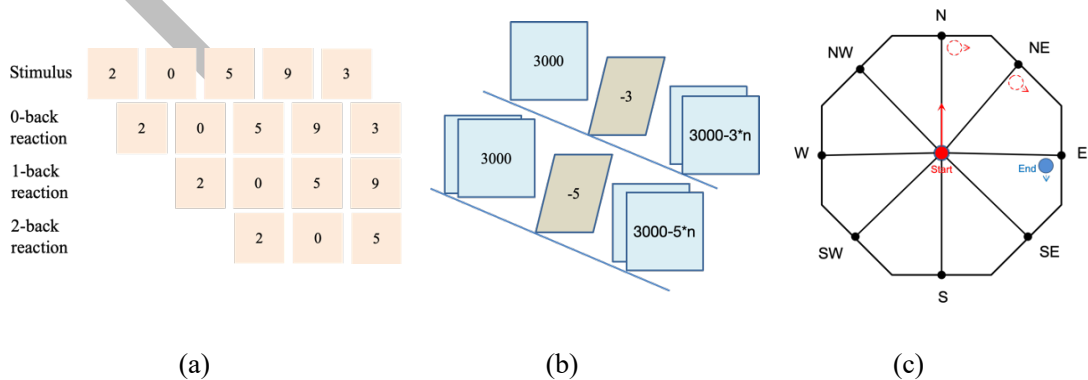 Stimulus 2 0 5 9 3
0-back
reaction
2 0 5 9 3
1-back
reaction
2 0 5 9
2-back
reaction
2 0 5
3000
-3
3000-3*n
3000
-5
3000-5*n
N
NW
NE
W
E
Start
End
SW
SE
S
(a) (b) (c)